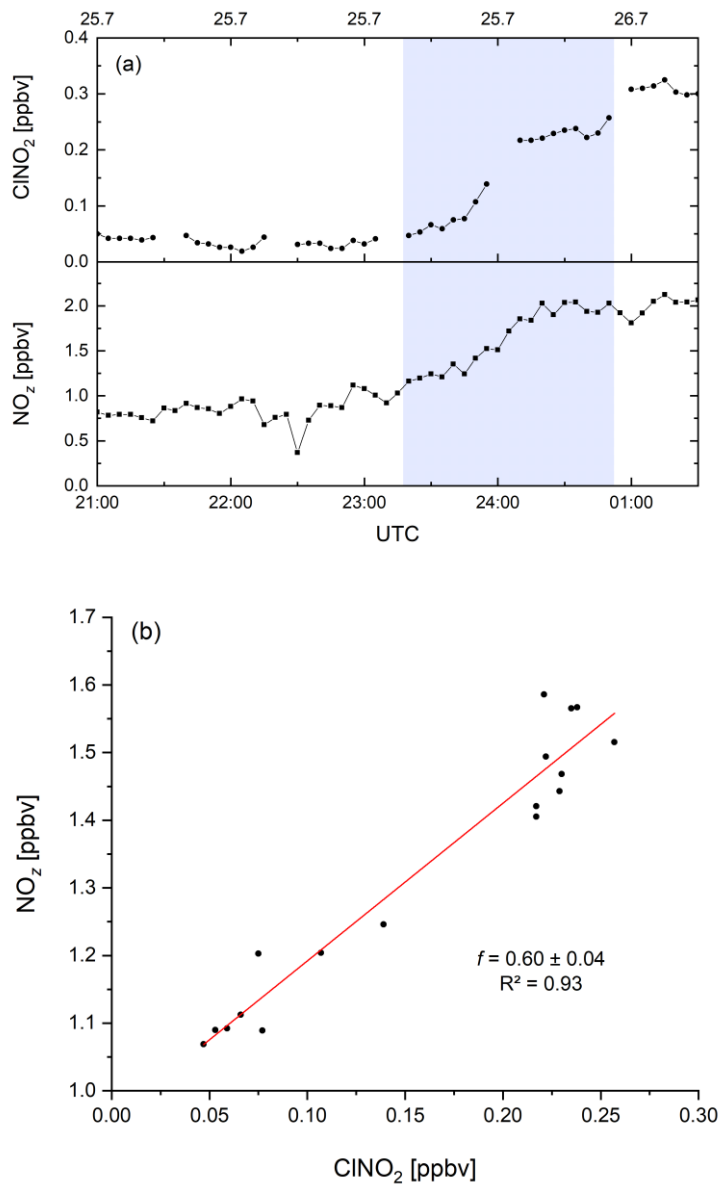 25.7 25.7 25.7 25.7 26.7
(a)
0.4
0.3
0.2
0.1
0.0
ClNO₂ [ppbv]
2.0
1.5
1.0
0.5
0.0
NO_z [ppbv]
21:00 22:00 23:00 24:00 01:00
UTC
(b)
1.7
1.6
1.5
1.4
1.3
1.2
1.1
1.0
NO_z [ppbv]
f = 0.60 ± 0.04
R² = 0.93
0.00 0.05 0.10 0.15 0.20 0.25 0.30
ClNO₂ [ppbv]